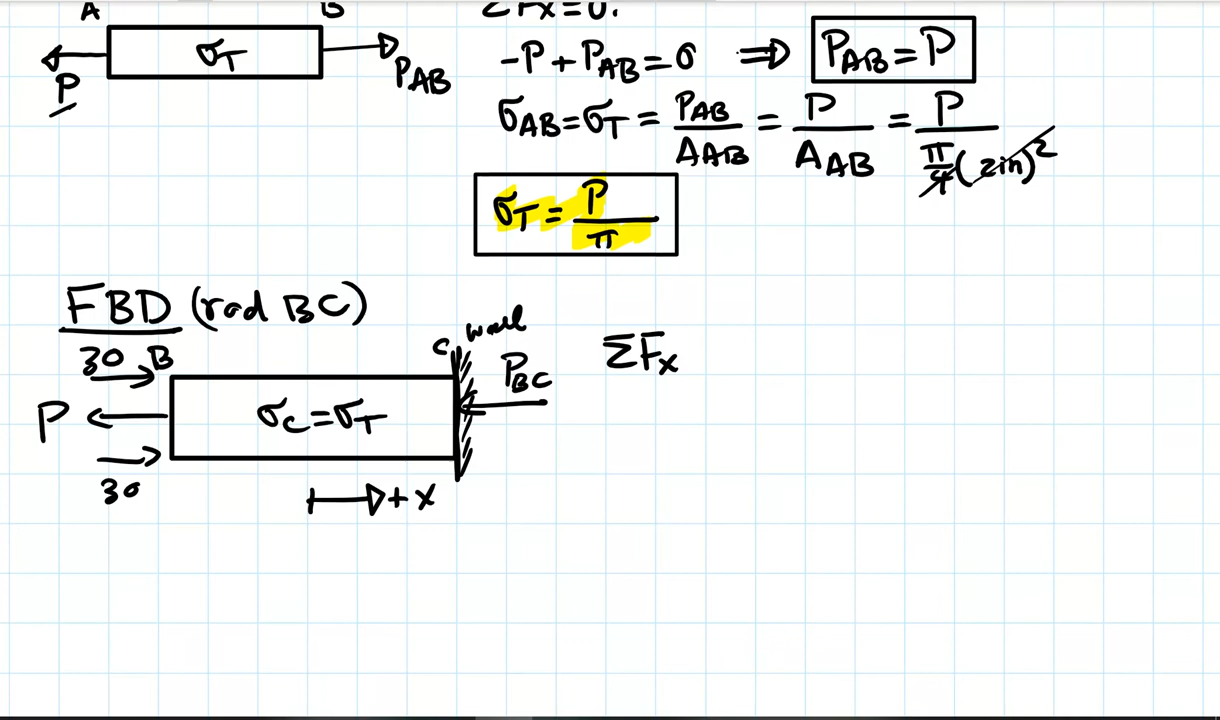 A B
ΣFx=0.
P σT PAB
-P+PAB=0 ⇒ PAB=P
σAB=σT = PAB/AAB = P/AAB = P/(π/4(2in)²)
σT = P/π
FBD (rod BC)
30 B C wall
P σC=σT PBC
30
+x
ΣFx